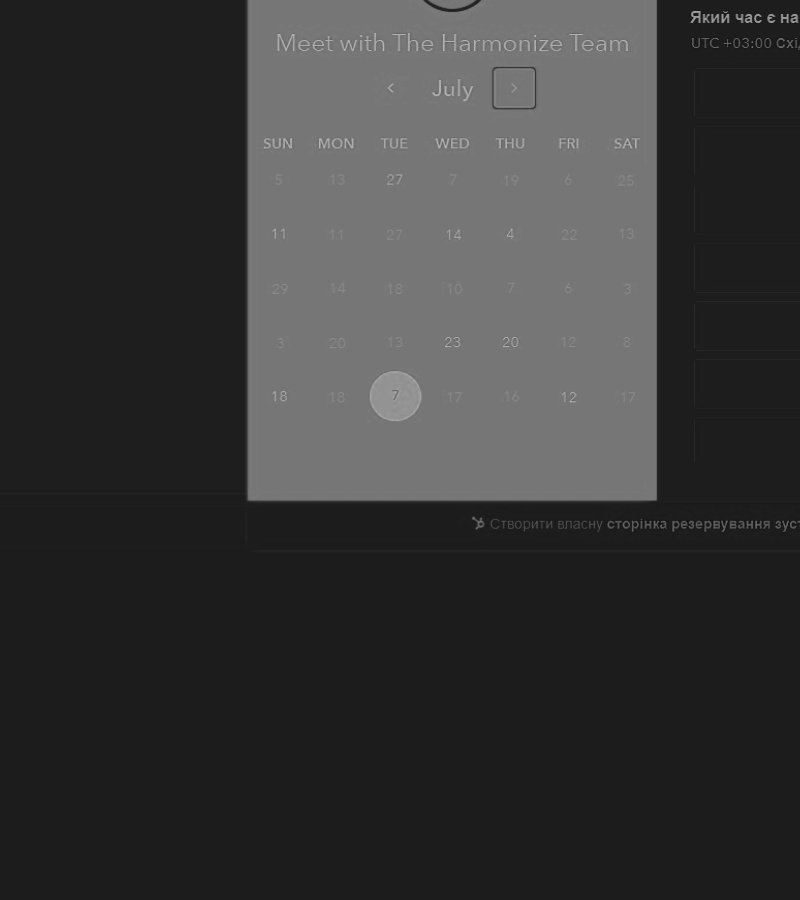 Meet with The Harmonize Team
July
SUN MON TUE WED THU FRI SAT
5 13 27 7 19 6 25
11 11 27 14 4 22 13
29 14 18 10 7 6 3
3 20 13 23 20 12 8
18 18 7 17 16 12 17
Який час є на
UTC +03:00 Схі,
Створити власну сторінка резервування зуст